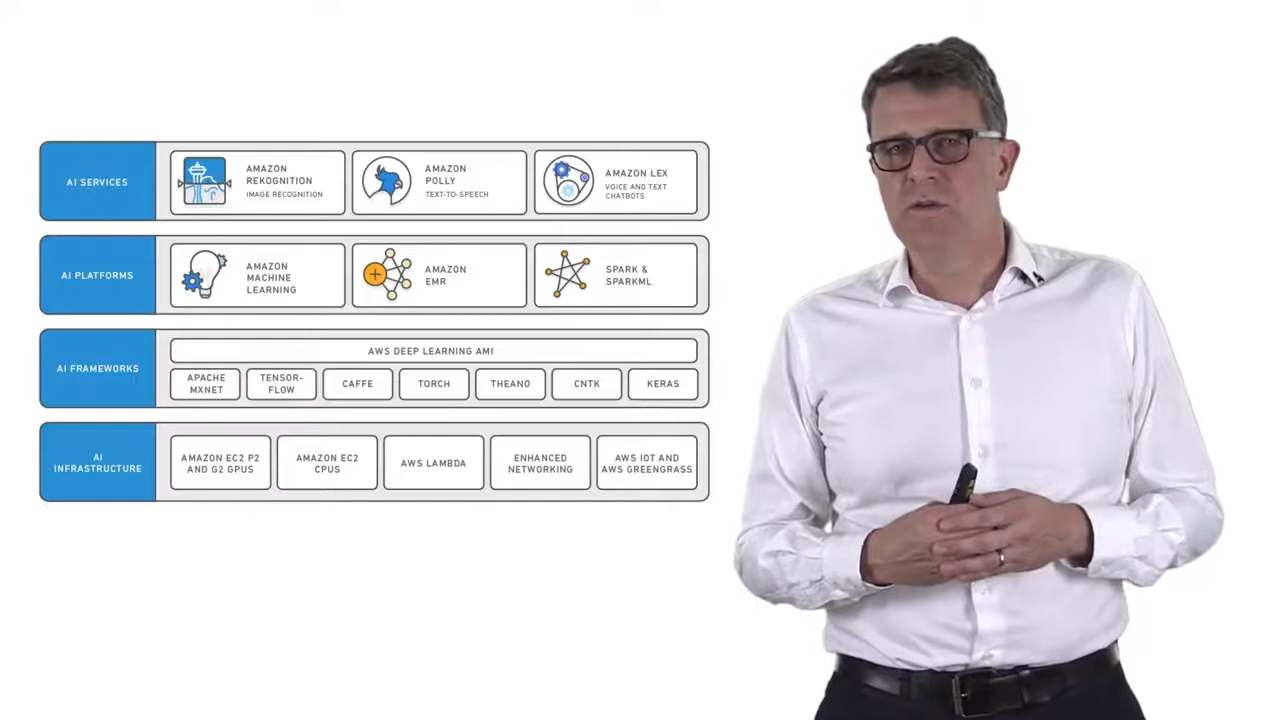 AI SERVICES
AMAZON
REKOGNITION
IMAGE RECOGNITION
AMAZON
POLLY
TEXT-TO-SPEECH
AMAZON LEX
VOICE AND TEXT
CHATBOTS
AI PLATFORMS
AMAZON
MACHINE
LEARNING
AMAZON
EMR
SPARK &
SPARKML
AI FRAMEWORKS
AWS DEEP LEARNING AMI
APACHE
MXNET
TENSOR-
FLOW
CAFFE
TORCH
THEANO
CNTK
KERAS
AI
INFRASTRUCTURE
AMAZON EC2 P2
AND G2 GPUS
AMAZON EC2
CPUS
AWS LAMBDA
ENHANCED
NETWORKING
AWS IOT AND
AWS GREENGRASS